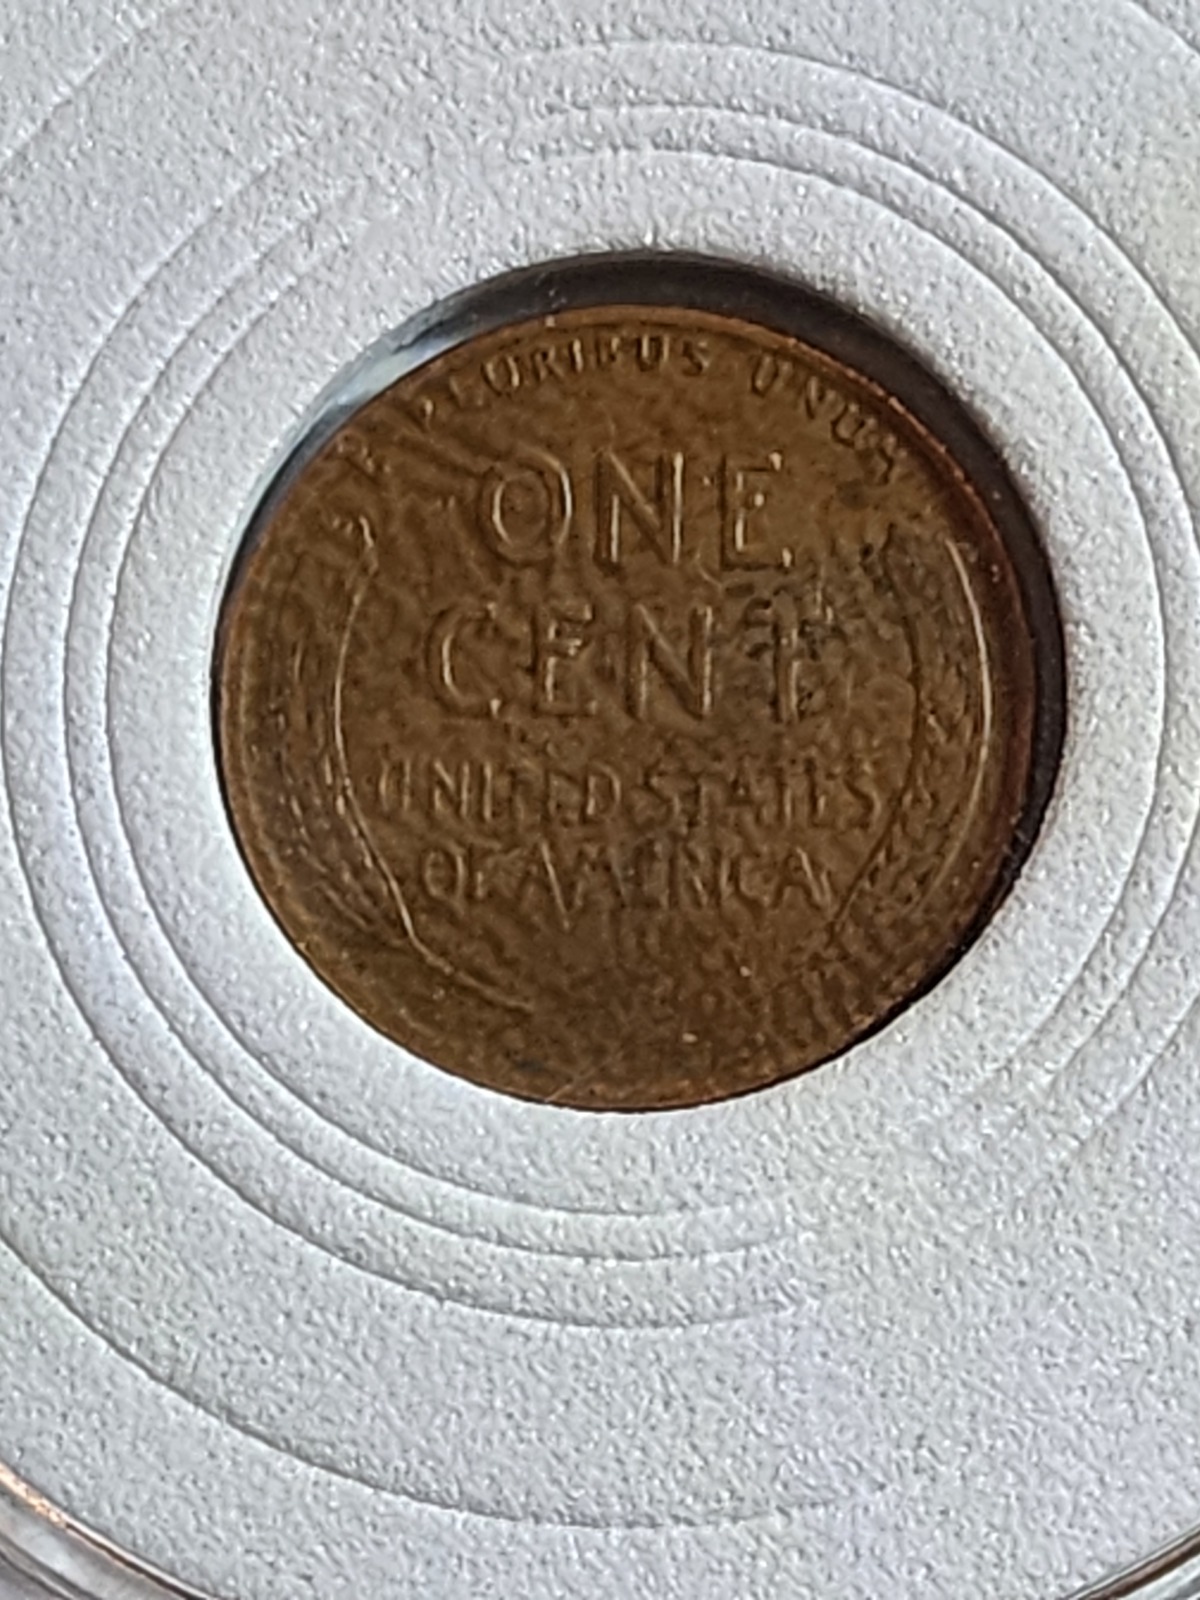 E PLURIBUS UNUM
ONE
CENT
UNITED STATES
OF AMERICA